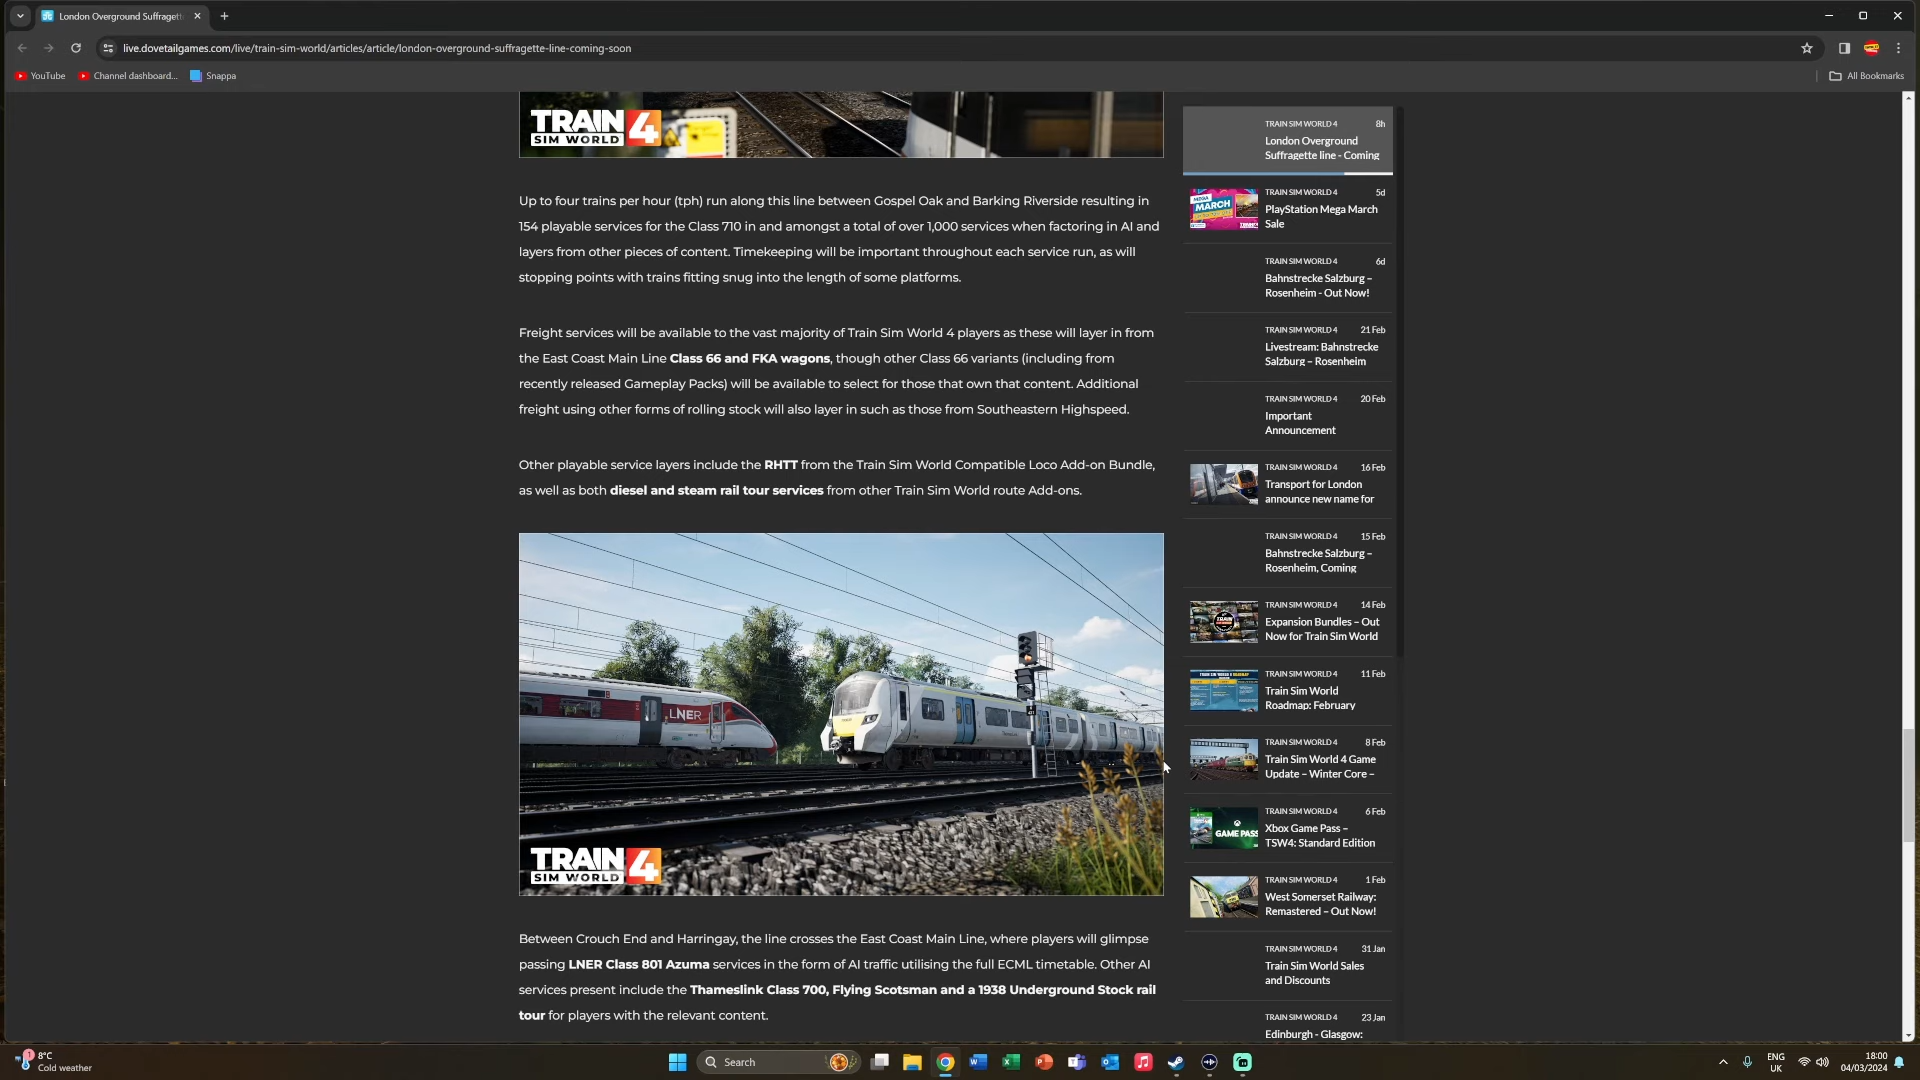 London Overground Suffragett
live.dovetailgames.com/live/train-sim-world/articles/article/london-overground-suffragette-line-coming-soon
YouTube
Channel dashboard...
Snappa
All Bookmarks
TRAIN 4
SIM WORLD
Up to four trains per hour (tph) run along this line between Gospel Oak and Barking Riverside resulting in
154 playable services for the Class 710 in and amongst a total of over 1,000 services when factoring in AI and
layers from other pieces of content. Timekeeping will be important throughout each service run, as will
stopping points with trains fitting snug into the length of some platforms.
Freight services will be available to the vast majority of Train Sim World 4 players as these will layer in from
the East Coast Main Line Class 66 and FKA wagons, though other Class 66 variants (including from
recently released Gameplay Packs) will be available to select for those that own that content. Additional
freight using other forms of rolling stock will also layer in such as those from Southeastern Highspeed.
Other playable service layers include the RHTT from the Train Sim World Compatible Loco Add-on Bundle,
as well as both diesel and steam rail tour services from other Train Sim World route Add-ons.
LNER
TRAIN 4
SIM WORLD
Between Crouch End and Harringay, the line crosses the East Coast Main Line, where players will glimpse
passing LNER Class 801 Azuma services in the form of AI traffic utilising the full ECML timetable. Other AI
services present include the Thameslink Class 700, Flying Scotsman and a 1938 Underground Stock rail
tour for players with the relevant content.
TRAIN SIM WORLD 4 8h
London Overground
Suffragette line - Coming
TRAIN SIM WORLD 4 5d
PlayStation Mega March
Sale
MEGA
MARCH
TRAIN SIM WORLD 4 6d
Bahnstrecke Salzburg –
Rosenheim - Out Now!
TRAIN SIM WORLD 4 21 Feb
Livestream: Bahnstrecke
Salzburg – Rosenheim
TRAIN SIM WORLD 4 20 Feb
Important
Announcement
TRAIN SIM WORLD 4 16 Feb
Transport for London
announce new name for
TRAIN SIM WORLD 4 15 Feb
Bahnstrecke Salzburg –
Rosenheim, Coming
TRAIN SIM WORLD 4 14 Feb
Expansion Bundles – Out
Now for Train Sim World
TRAIN SIM WORLD 4 11 Feb
Train Sim World
Roadmap: February
TRAIN SIM WORLD 4 8 Feb
Train Sim World 4 Game
Update – Winter Core –
TRAIN SIM WORLD 4 6 Feb
Xbox Game Pass –
TSW4: Standard Edition
GAME PASS
TRAIN SIM WORLD 4 1 Feb
West Somerset Railway:
Remastered – Out Now!
TRAIN SIM WORLD 4 31 Jan
Train Sim World Sales
and Discounts
TRAIN SIM WORLD 4 23 Jan
Edinburgh - Glasgow:
1
8°C
Cold weather
Search
ENG
UK
18:00
04/03/2024